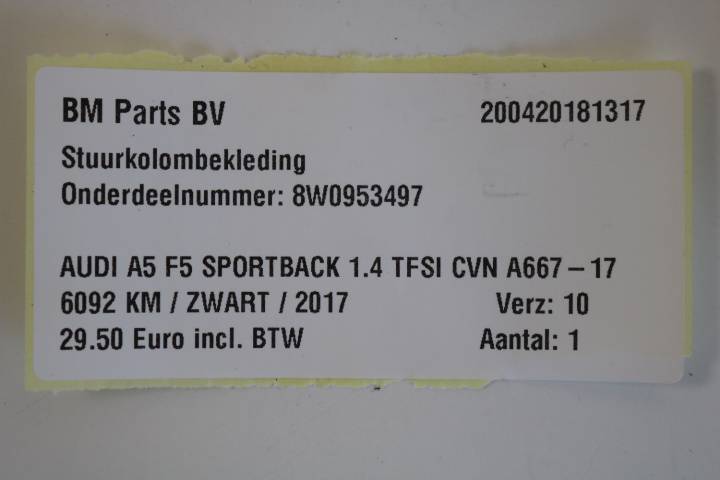 BM Parts BV 200420181317
Stuurkolombekleding
Onderdeelnummer: 8W0953497
AUDI A5 F5 SPORTBACK 1.4 TFSI CVN A667 – 17
6092 KM / ZWART / 2017 Verz: 10
29.50 Euro incl. BTW Aantal: 1